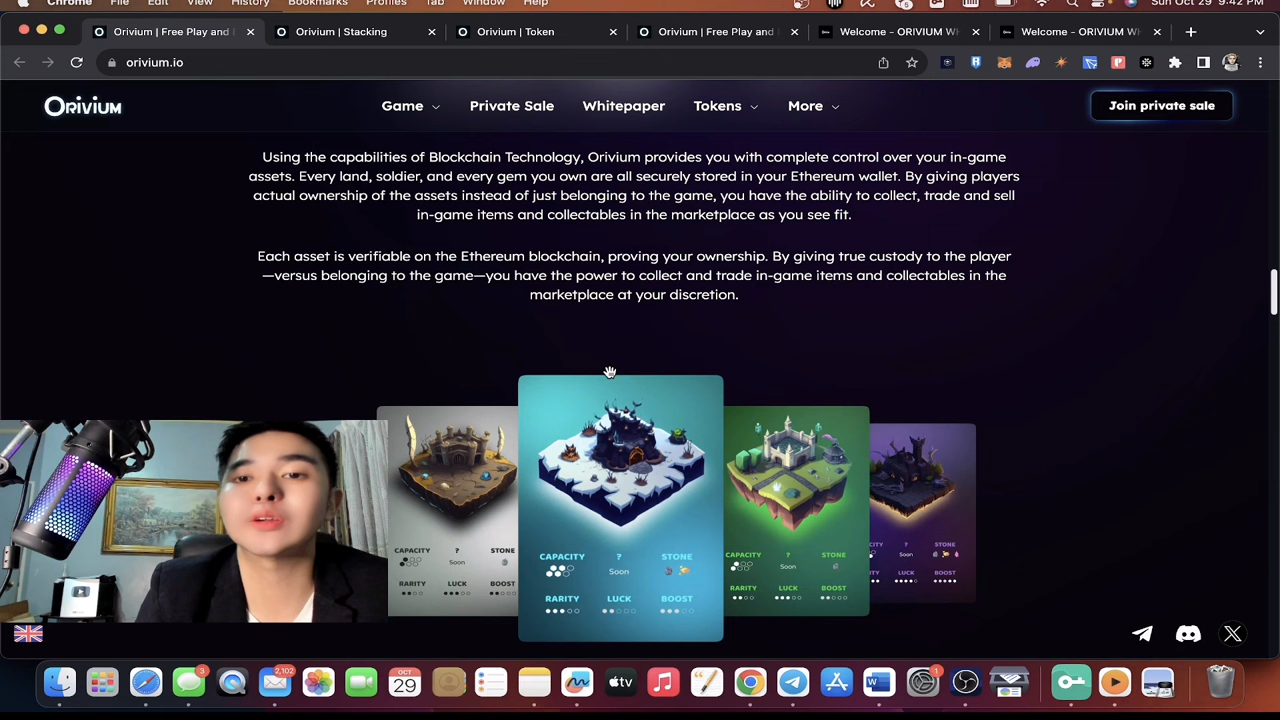 Chrome File Edit View History Bookmarks Profiles Tab Window Help
Sun Oct 29 9:42 PM
Orivium | Free Play and
Orivium | Stacking
Orivium | Token
Orivium | Free Play and
Welcome - ORIVIUM WH
Welcome - ORIVIUM WH
orivium.io
ORIVIUM
Game Private Sale Whitepaper Tokens More
Join private sale
Using the capabilities of Blockchain Technology, Orivium provides you with complete control over your in-game
assets. Every land, soldier, and every gem you own are all securely stored in your Ethereum wallet. By giving players
actual ownership of the assets instead of just belonging to the game, you have the ability to collect, trade and sell
in-game items and collectables in the marketplace as you see fit.
Each asset is verifiable on the Ethereum blockchain, proving your ownership. By giving true custody to the player
—versus belonging to the game—you have the power to collect and trade in-game items and collectables in the
marketplace at your discretion.
CAPACITY ? STONE
Soon
RARITY LUCK BOOST
CAPACITY ? STONE
Soon
RARITY LUCK BOOST
CAPACITY ? STONE
Soon
RARITY LUCK BOOST
? STONE
Soon
LUCK BOOST
3
2,102
OCT
29
tv
1